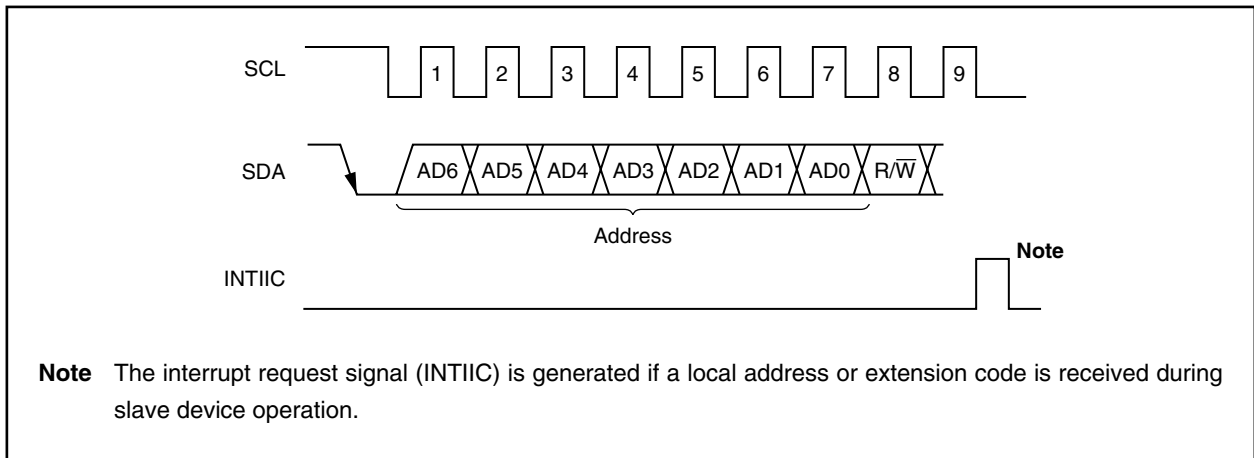 SCL 1 2 3 4 5 6 7 8 9
SDA AD6 AD5 AD4 AD3 AD2 AD1 AD0 R/W̅
Address
Note
INTIIC
Note The interrupt request signal (INTIIC) is generated if a local address or extension code is received during
slave device operation.